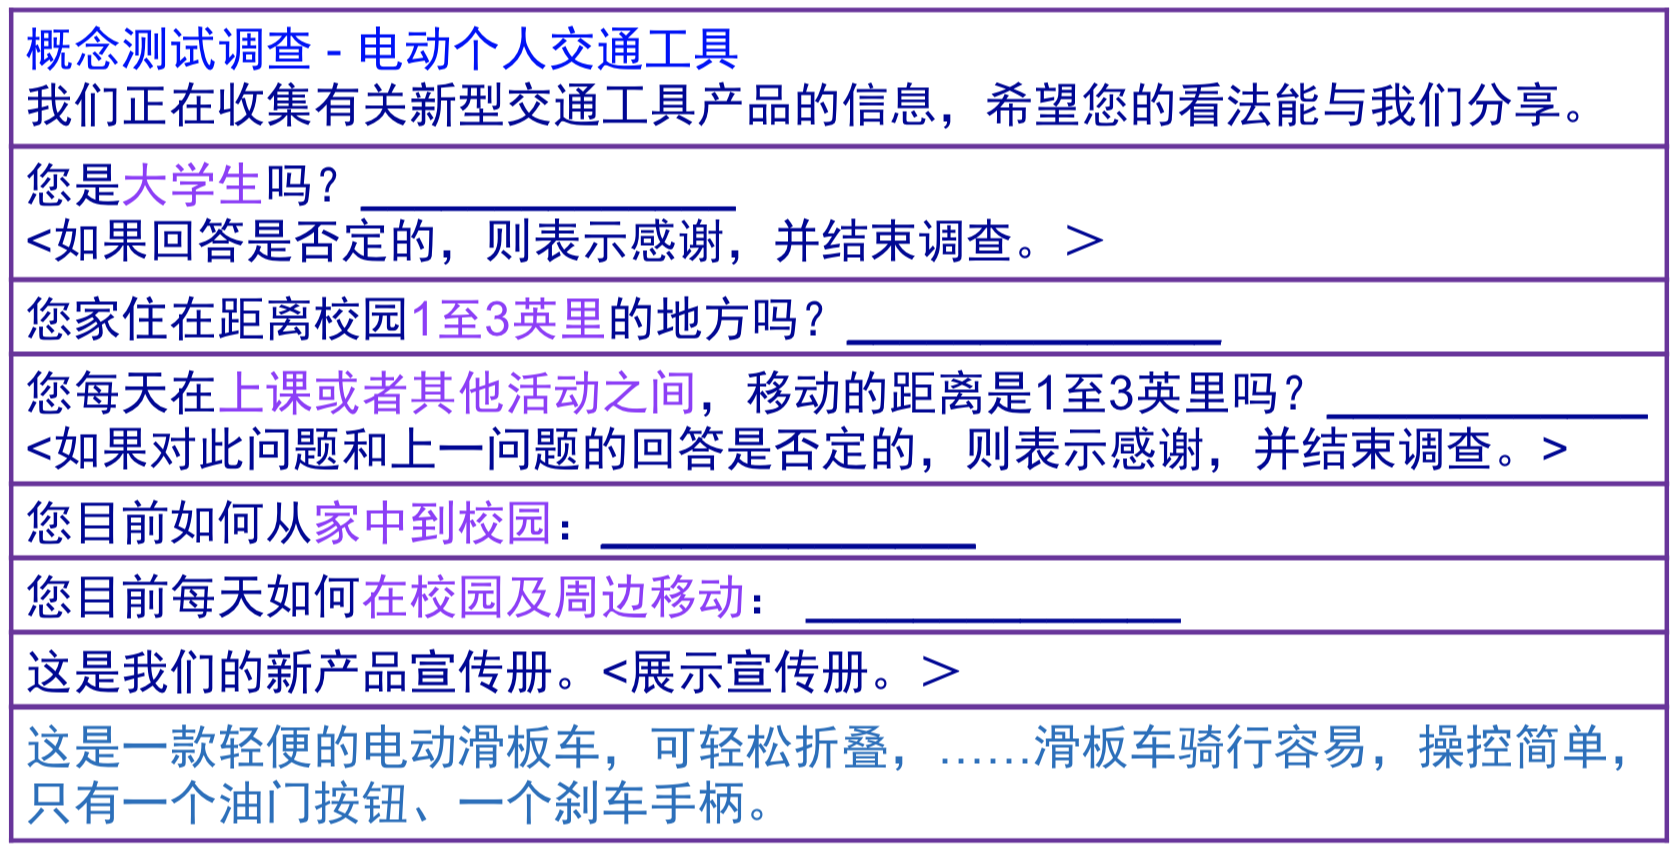 概念测试调查 - 电动个人交通工具
我们正在收集有关新型交通工具产品的信息，希望您的看法能与我们分享。
您是大学生吗？______________
<如果回答是否定的，则表示感谢，并结束调查。＞
您家住在距离校园1至3英里的地方吗？______________
您每天在上课或者其他活动之间，移动的距离是1至3英里吗？____________
<如果对此问题和上一问题的回答是否定的，则表示感谢，并结束调查。>
您目前如何从家中到校园：______________
您目前每天如何在校园及周边移动：______________
这是我们的新产品宣传册。<展示宣传册。＞
这是一款轻便的电动滑板车，可轻松折叠，……滑板车骑行容易，操控简单，
只有一个油门按钮、一个刹车手柄。